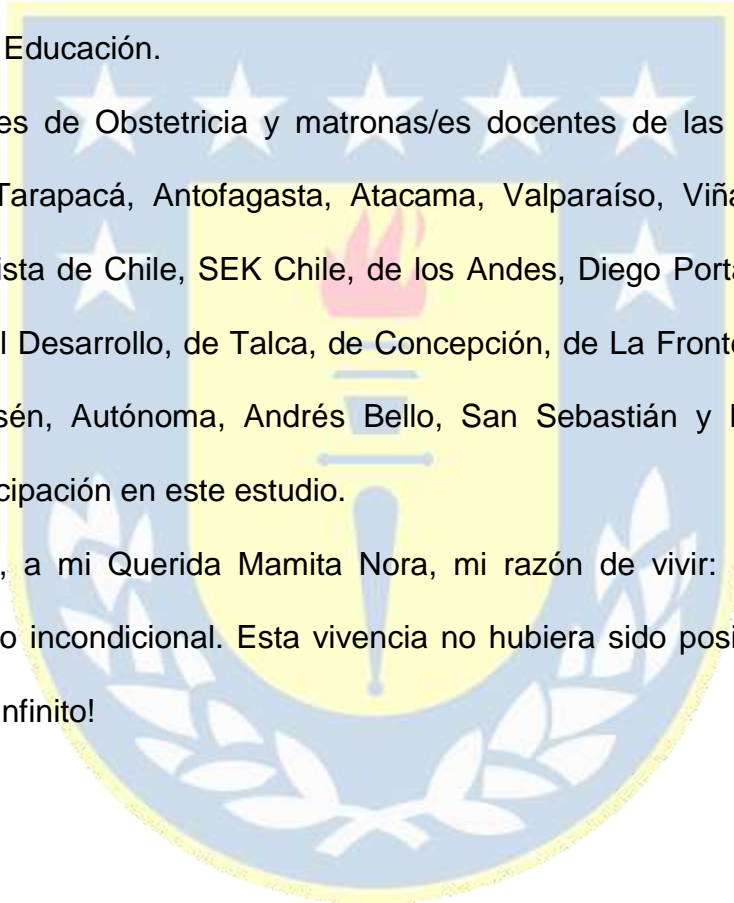 Educación.
es de Obstetricia y matronas/es docentes de las
Tarapacá, Antofagasta, Atacama, Valparaíso, Viña
ista de Chile, SEK Chile, de los Andes, Diego Porta
l Desarrollo, de Talca, de Concepción, de La Fronte
sén, Autónoma, Andrés Bello, San Sebastián y
cipación en este estudio.
, a mi Querida Mamita Nora, mi razón de vivir:
o incondicional. Esta vivencia no hubiera sido posi
nfinito!